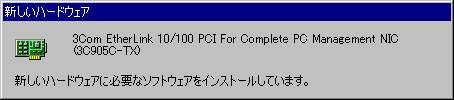 新しいハードウェア
3Com EtherLink 10/100 PCI For Complete PC Management NIC
(3C905C-TX)
新しいハードウェアに必要なソフトウェアをインストールしています。